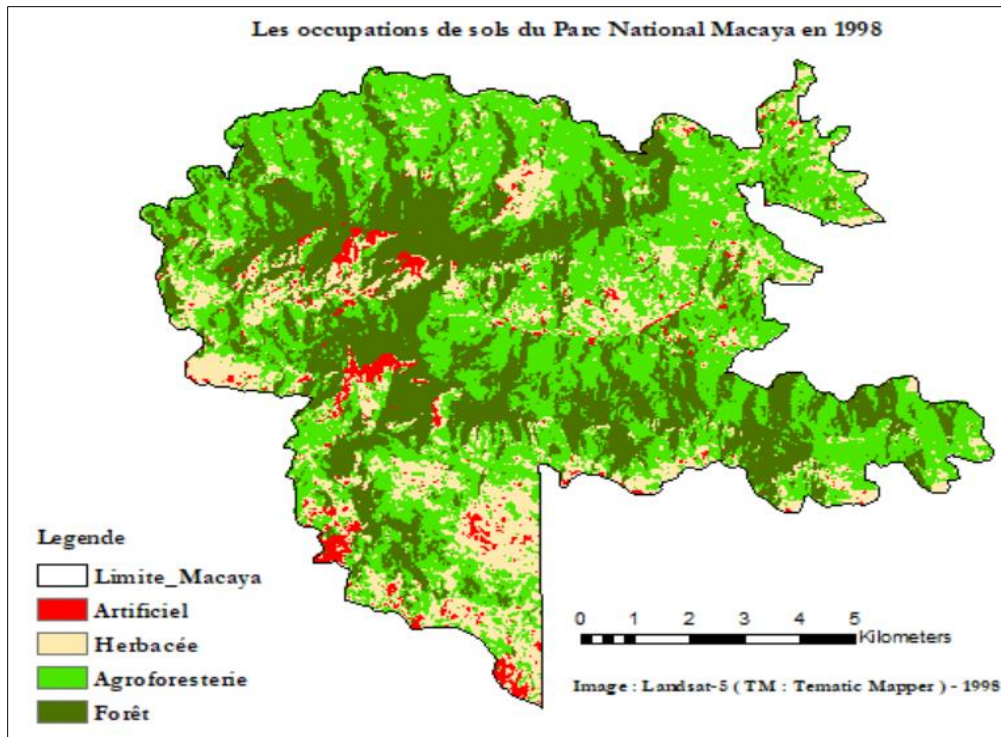 Les occupations de sols du Parc National Macaya en 1998
Legende
Limite_Macaya
Artificiel
Herbacée
Agroforesterie
Forêt
0 1 2 3 4 5
Kilometers
Image : Landsat-5 ( TM : Tematic Mapper ) - 1998